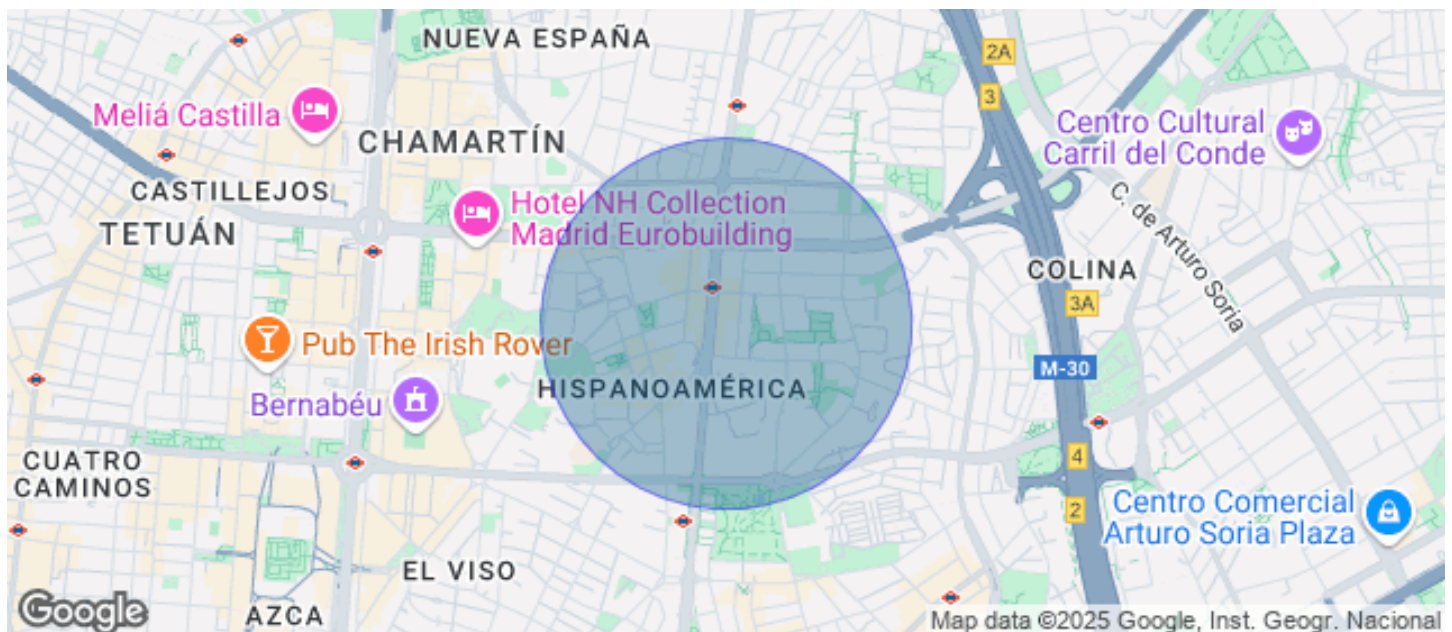 NUEVA ESPAÑA
2A
3
Meliá Castilla
CHAMARTÍN
Centro Cultural
Carril del Conde
CASTILLEJOS
TETUÁN
Hotel NH Collection
Madrid Eurobuilding
C. de Arturo Soria
COLINA
3A
Pub The Irish Rover
M-30
HISPANOAMÉRICA
Bernabéu
CUATRO
CAMINOS
4
2
Centro Comercial
Arturo Soria Plaza
EL VISO
AZCA
Google
Map data ©2025 Google, Inst. Geogr. Nacional